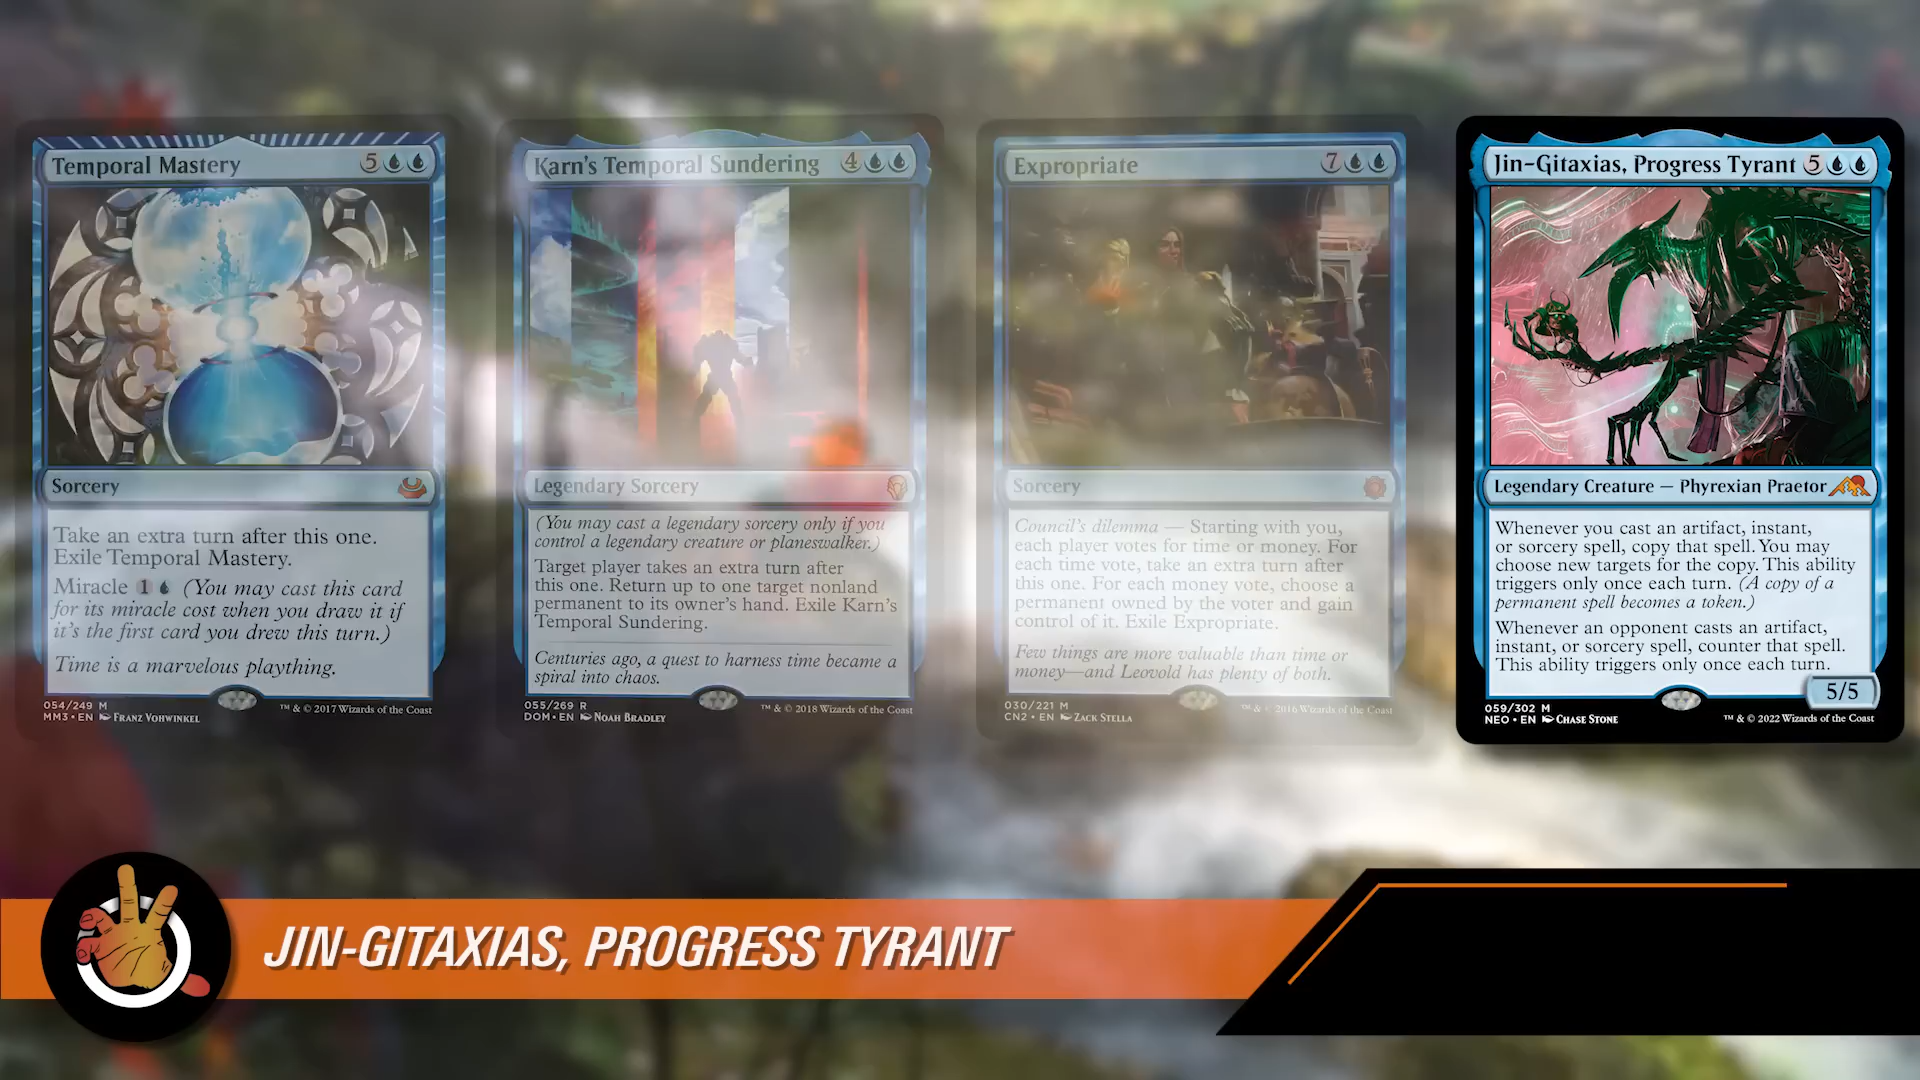 Temporal Mastery 5
Sorcery
Take an extra turn after this one.
Exile Temporal Mastery.
Miracle 1 (You may cast this card
for its miracle cost when you draw it if
it's the first card you drew this turn.)
Time is a marvelous plaything.
054/249 M
MM3 • EN Franz Vohwinkel
™ & © 2017 Wizards of the Coast
Karn's Temporal Sundering 4
Legendary Sorcery
(You may cast a legendary sorcery only if you
control a legendary creature or planeswalker.)
Target player takes an extra turn after
this one. Return up to one target nonland
permanent to its owner's hand. Exile Karn's
Temporal Sundering.
Centuries ago, a quest to harness time became a
spiral into chaos.
055/269 R
DOM • EN Noah Bradley
™ & © 2018 Wizards of the Coast
Expropriate 7
Sorcery
Council's dilemma — Starting with you,
each player votes for time or money. For
each time vote, take an extra turn after
this one. For each money vote, choose a
permanent owned by the voter and gain
control of it. Exile Expropriate.
Few things are more valuable than time or
money—and Leovold has plenty of both.
030/221 M
CN2 • EN Zack Stella
™ & © 2016 Wizards of the Coast
Jin-Gitaxias, Progress Tyrant 5
Legendary Creature — Phyrexian Praetor
Whenever you cast an artifact, instant,
or sorcery spell, copy that spell. You may
choose new targets for the copy. This ability
triggers only once each turn. (A copy of a
permanent spell becomes a token.)
Whenever an opponent casts an artifact,
instant, or sorcery spell, counter that spell.
This ability triggers only once each turn.
5/5
059/302 M
NEO • EN Chase Stone
™ & © 2022 Wizards of the Coast
JIN-GITAXIAS, PROGRESS TYRANT